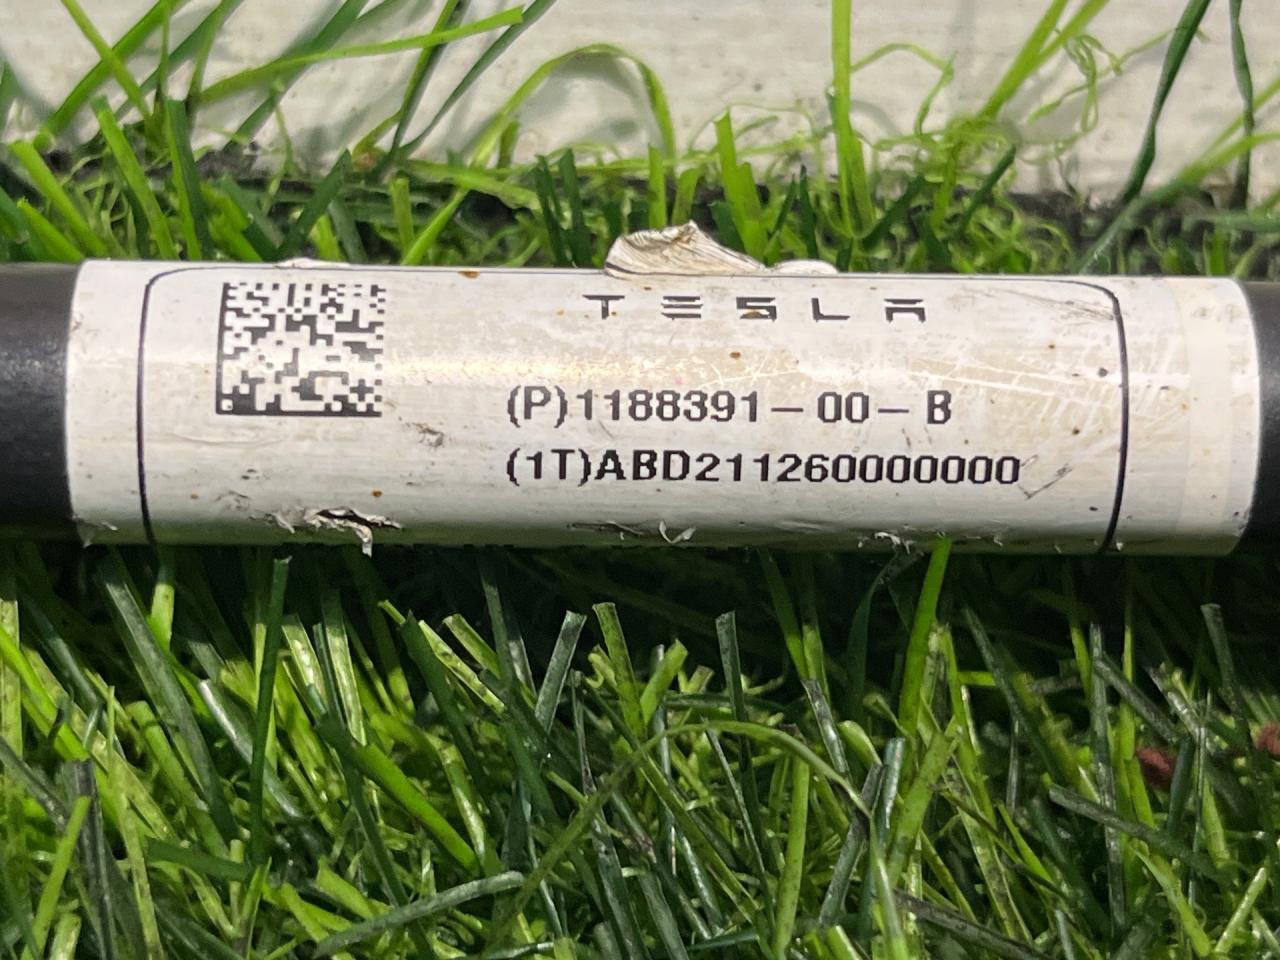 TESLA
(P)1188391-00-B
(1T)ABD211260000000